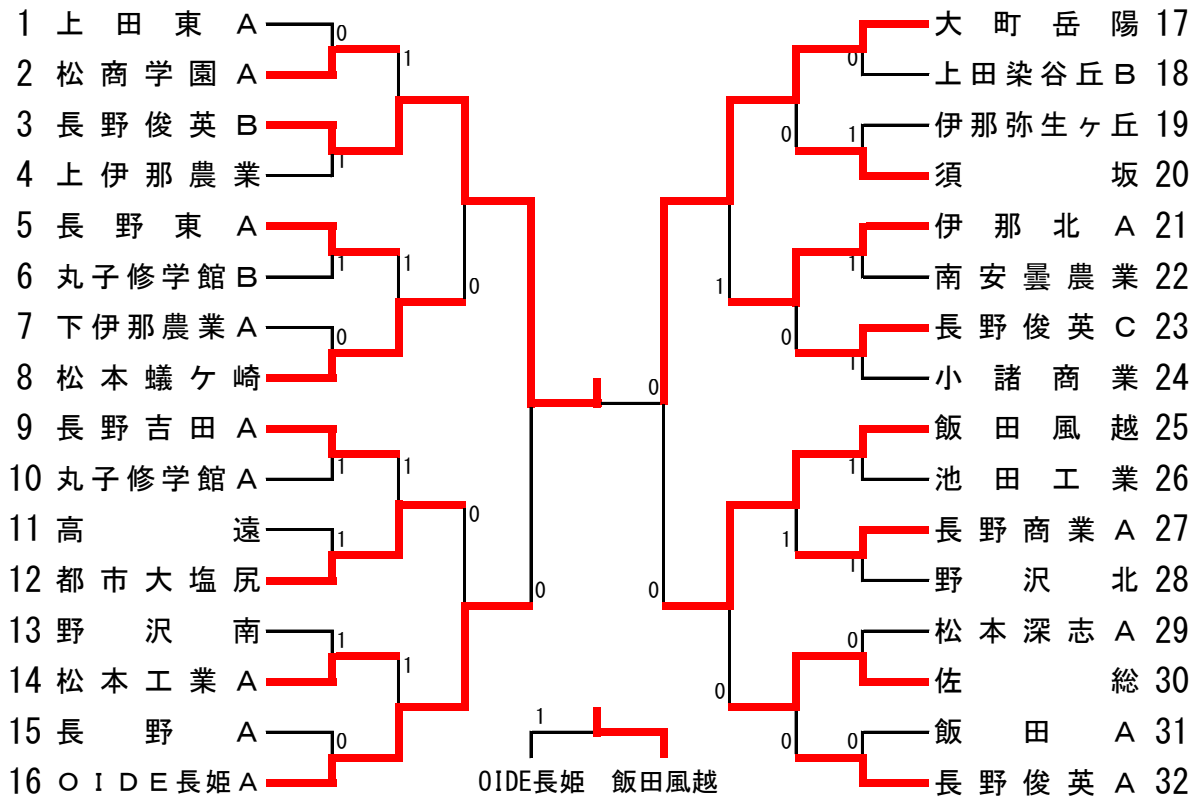 1 上田東A
2 松商学園A
3 長野俊英B
4 上伊那農業
5 長野東A
6 丸子修学館B
7 下伊那農業A
8 松本蟻ケ崎
9 長野吉田A
10 丸子修学館A
11 高遠
12 都市大塩尻
13 野沢南
14 松本工業A
15 長野A
16 OIDE長姫A
0
1
1
1
1
0
0
1
1
1
0
1
1
0
0
0
1
OIDE長姫 飯田風越
0
0
1
0
1
1
0
1
1
0
1
1
0
0
0
0
大町岳陽 17
上田染谷丘B 18
伊那弥生ヶ丘 19
須坂 20
伊那北A 21
南安曇農業 22
長野俊英C 23
小諸商業 24
飯田風越 25
池田工業 26
長野商業A 27
野沢北 28
松本深志A 29
佐総 30
飯田A 31
長野俊英A 32